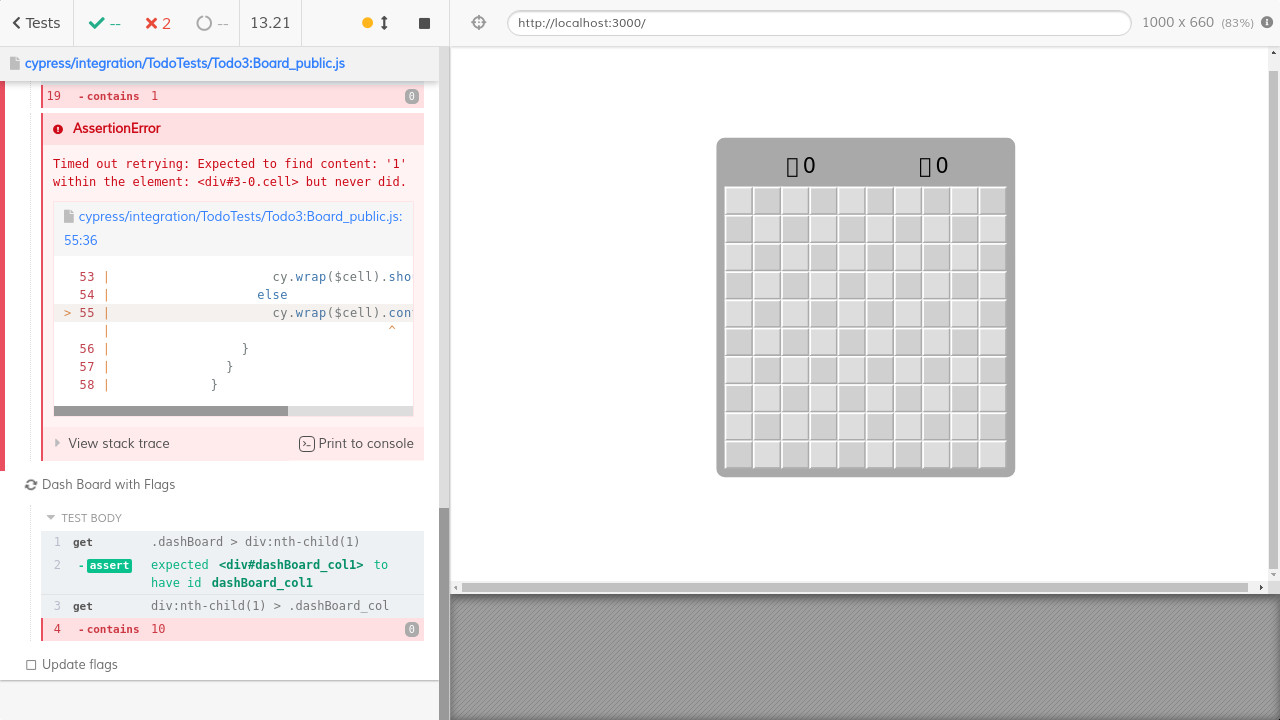 Tests -- 2 -- 13.21 http://localhost:3000/ 1000 x 660 (83%)
cypress/integration/TodoTests/Todo3:Board_public.js
19 - contains 1 0
AssertionError
Timed out retrying: Expected to find content: '1'
within the element: <div#3-0.cell> but never did.
cypress/integration/TodoTests/Todo3:Board_public.js:
55:36
53 | cy.wrap($cell).sho
54 | else
> 55 | cy.wrap($cell).con
| ^
56 | }
57 | }
58 | }
View stack trace Print to console
Dash Board with Flags
TEST BODY
1 get .dashBoard > div:nth-child(1)
2 - assert expected <div#dashBoard_col1> to
have id dashBoard_col1
3 get div:nth-child(1) > .dashBoard_col
4 - contains 10 0
Update flags
0 0